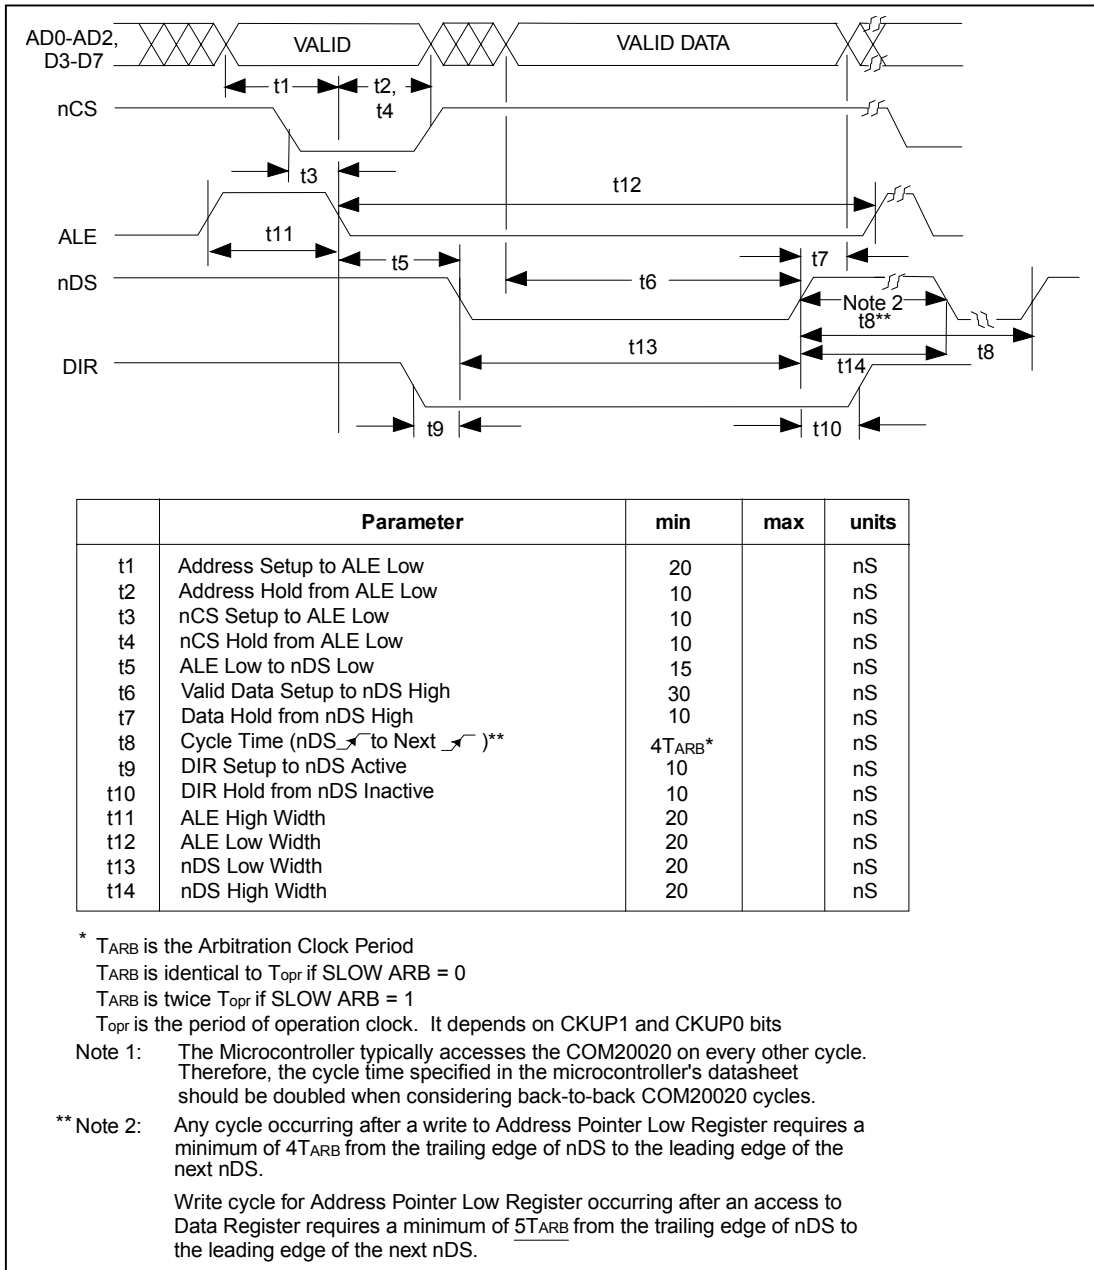 AD0-AD2,
D3-D7
VALID
VALID DATA
t1
t2,
t4
nCS
t3
t12
ALE
t11
t5
t7
nDS
t6
Note 2
t8**
t8
t13
t14
DIR
t9
t10
Parameter min max units
t1 Address Setup to ALE Low 20 nS
t2 Address Hold from ALE Low 10 nS
t3 nCS Setup to ALE Low 10 nS
t4 nCS Hold from ALE Low 10 nS
t5 ALE Low to nDS Low 15 nS
t6 Valid Data Setup to nDS High 30 nS
t7 Data Hold from nDS High 10 nS
t8 Cycle Time (nDS to Next )** 4TARB* nS
t9 DIR Setup to nDS Active 10 nS
t10 DIR Hold from nDS Inactive 10 nS
t11 ALE High Width 20 nS
t12 ALE Low Width 20 nS
t13 nDS Low Width 20 nS
t14 nDS High Width 20 nS
* TARB is the Arbitration Clock Period
TARB is identical to Topr if SLOW ARB = 0
TARB is twice Topr if SLOW ARB = 1
Topr is the period of operation clock. It depends on CKUP1 and CKUP0 bits
Note 1: The Microcontroller typically accesses the COM20020 on every other cycle.
Therefore, the cycle time specified in the microcontroller's datasheet
should be doubled when considering back-to-back COM20020 cycles.
** Note 2: Any cycle occurring after a write to Address Pointer Low Register requires a
minimum of 4TARB from the trailing edge of nDS to the leading edge of the
next nDS.
Write cycle for Address Pointer Low Register occurring after an access to
Data Register requires a minimum of 5TARB from the trailing edge of nDS to
the leading edge of the next nDS.